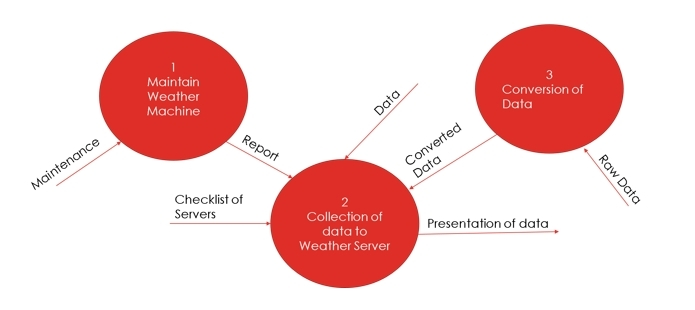 1
Maintain
Weather
Machine
Maintenance
Report
Data
3
Conversion of
Data
Converted
Data
Raw Data
Checklist of
Servers
2
Collection of
data to
Weather Server
Presentation of data